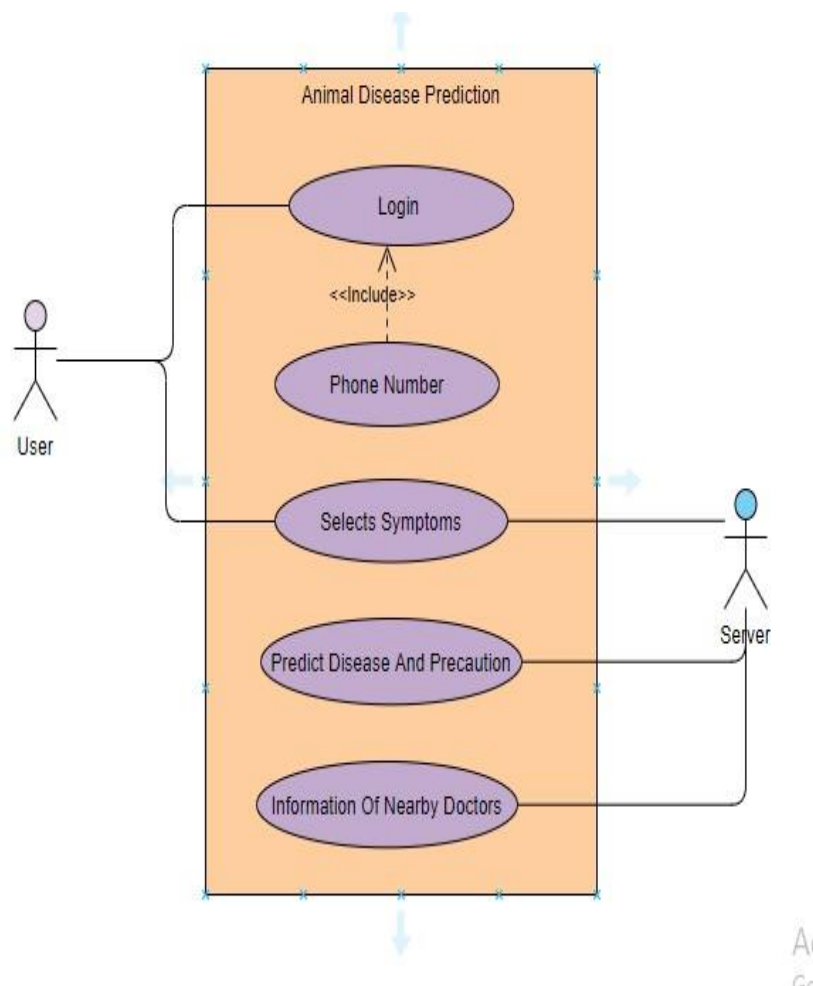 Animal Disease Prediction
Login
<<Include>>
Phone Number
User
Selects Symptoms
Server
Predict Disease And Precaution
Information Of Nearby Doctors